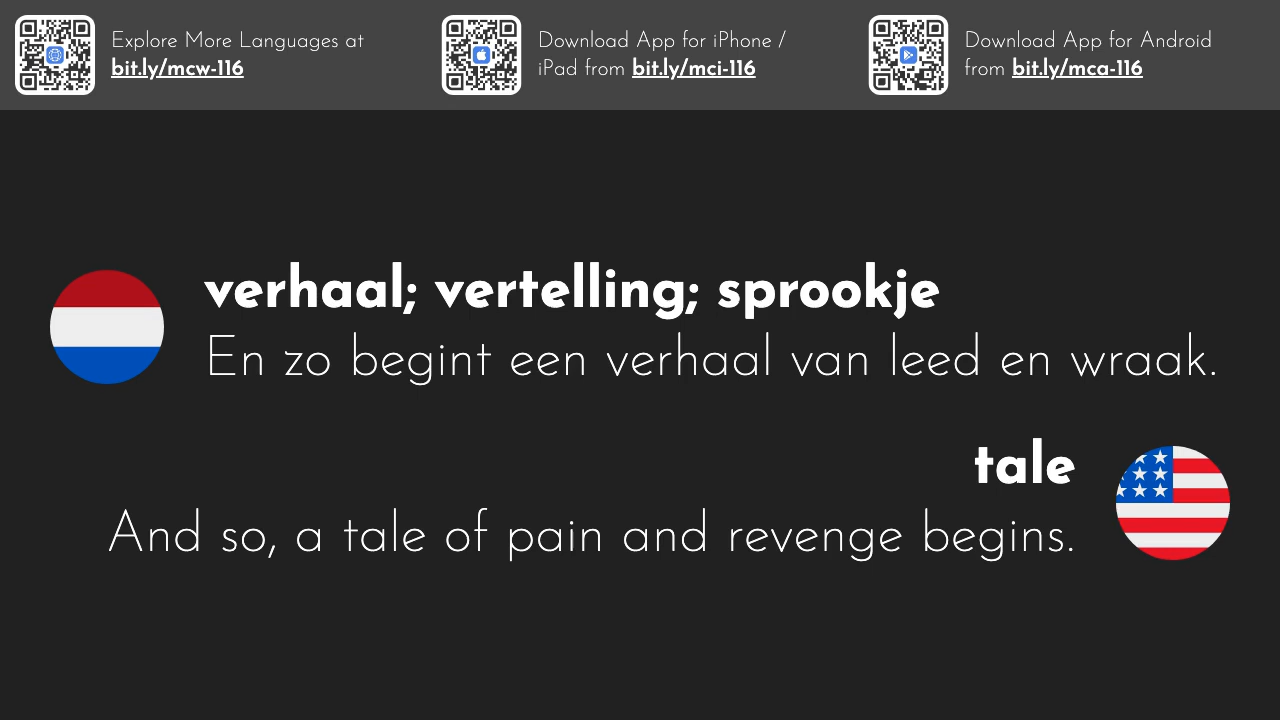 Explore More Languages at
bit.ly/mcw-116
Download App for iPhone /
iPad from bit.ly/mci-116
Download App for Android
from bit.ly/mca-116
verhaal; vertelling; sprookje
En zo begint een verhaal van leed en wraak.
tale
And so, a tale of pain and revenge begins.